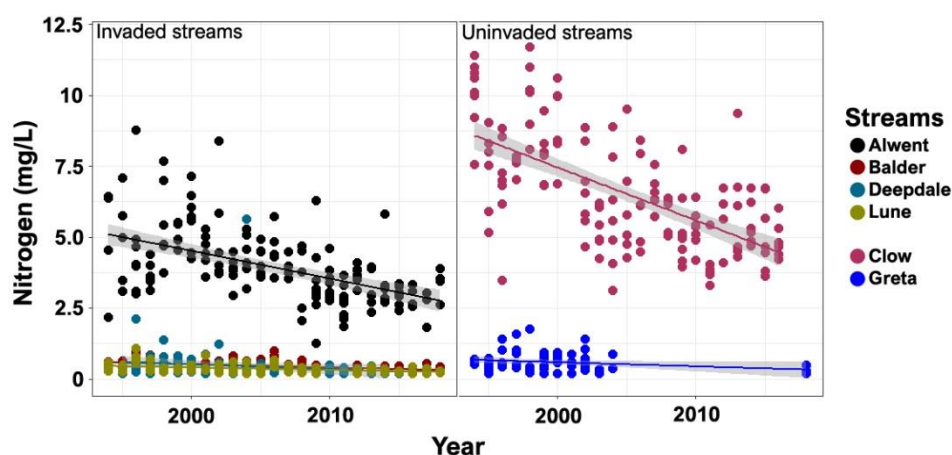 Invaded streams
Uninvaded streams
12.5
10
7.5
5.0
2.5
0
2000
2010
2000
2010
Nitrogen (mg/L)
Year
Streams
Alwent
Balder
Deepdale
Lune
Clow
Greta